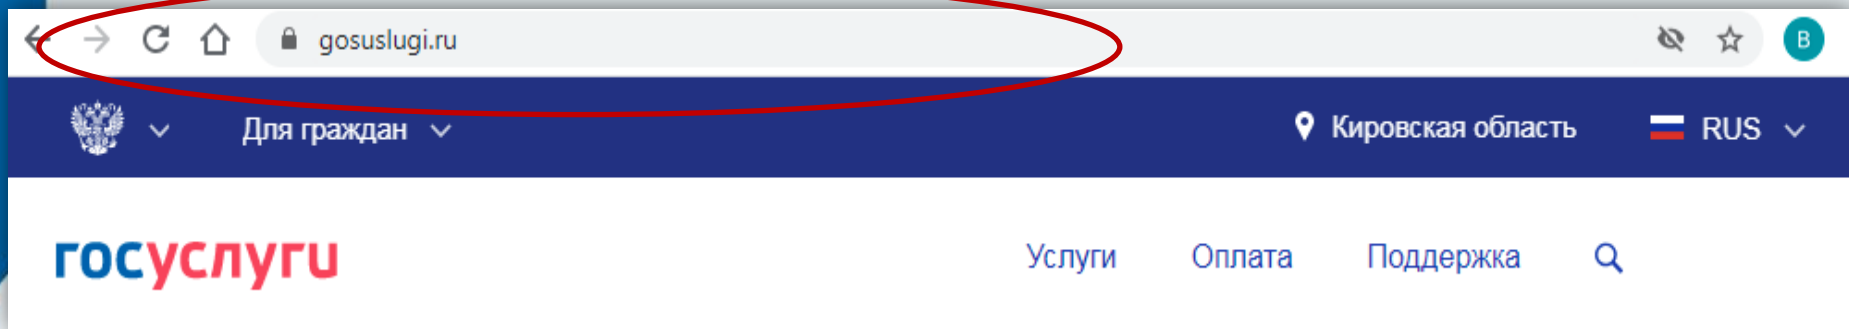 gosuslugi.ru
B
Для граждан
Кировская область
RUS
госуслуги
Услуги
Оплата
Поддержка